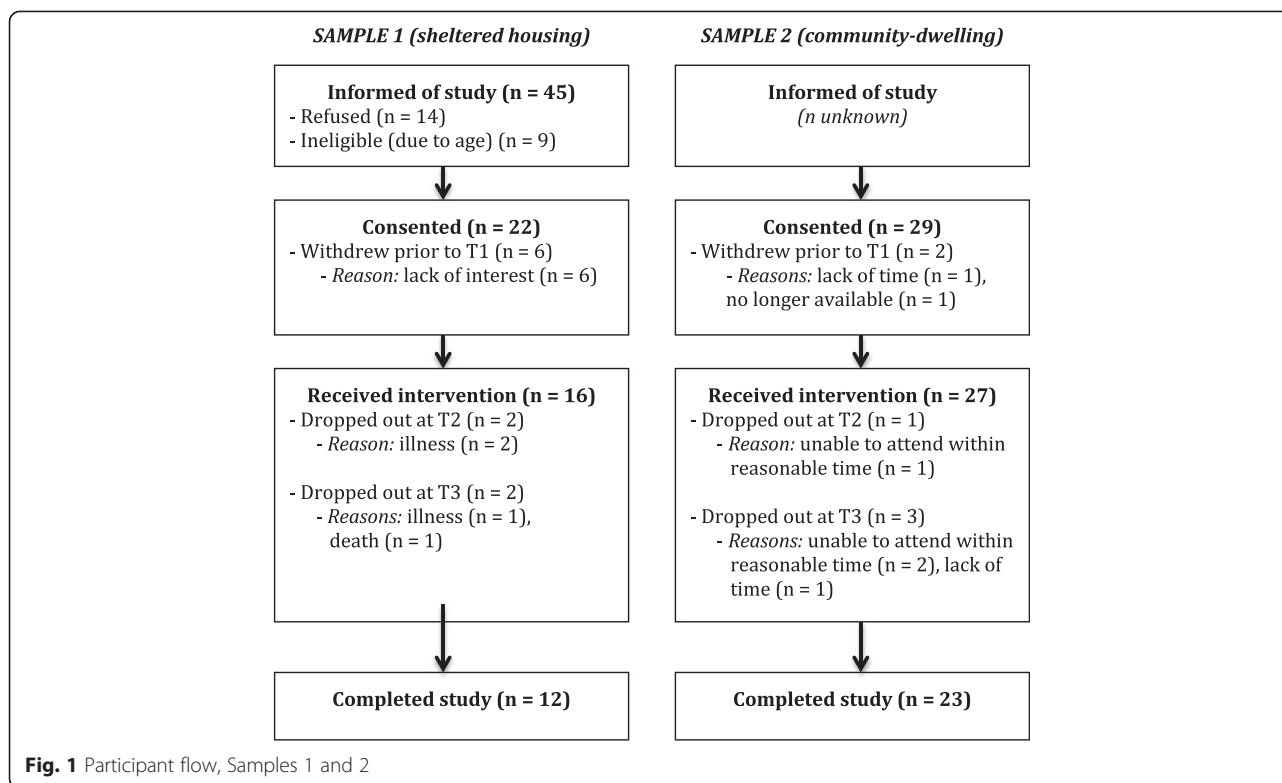 SAMPLE 1 (sheltered housing)
Informed of study (n = 45)
- Refused (n = 14)
- Ineligible (due to age) (n = 9)
Consented (n = 22)
- Withdrew prior to T1 (n = 6)
- Reason: lack of interest (n = 6)
Received intervention (n = 16)
- Dropped out at T2 (n = 2)
- Reason: illness (n = 2)
- Dropped out at T3 (n = 2)
- Reasons: illness (n = 1),
death (n = 1)
Completed study (n = 12)
SAMPLE 2 (community-dwelling)
Informed of study
(n unknown)
Consented (n = 29)
- Withdrew prior to T1 (n = 2)
- Reasons: lack of time (n = 1),
no longer available (n = 1)
Received intervention (n = 27)
- Dropped out at T2 (n = 1)
- Reason: unable to attend within
reasonable time (n = 1)
- Dropped out at T3 (n = 3)
- Reasons: unable to attend within
reasonable time (n = 2), lack of
time (n = 1)
Completed study (n = 23)
Fig. 1 Participant flow, Samples 1 and 2